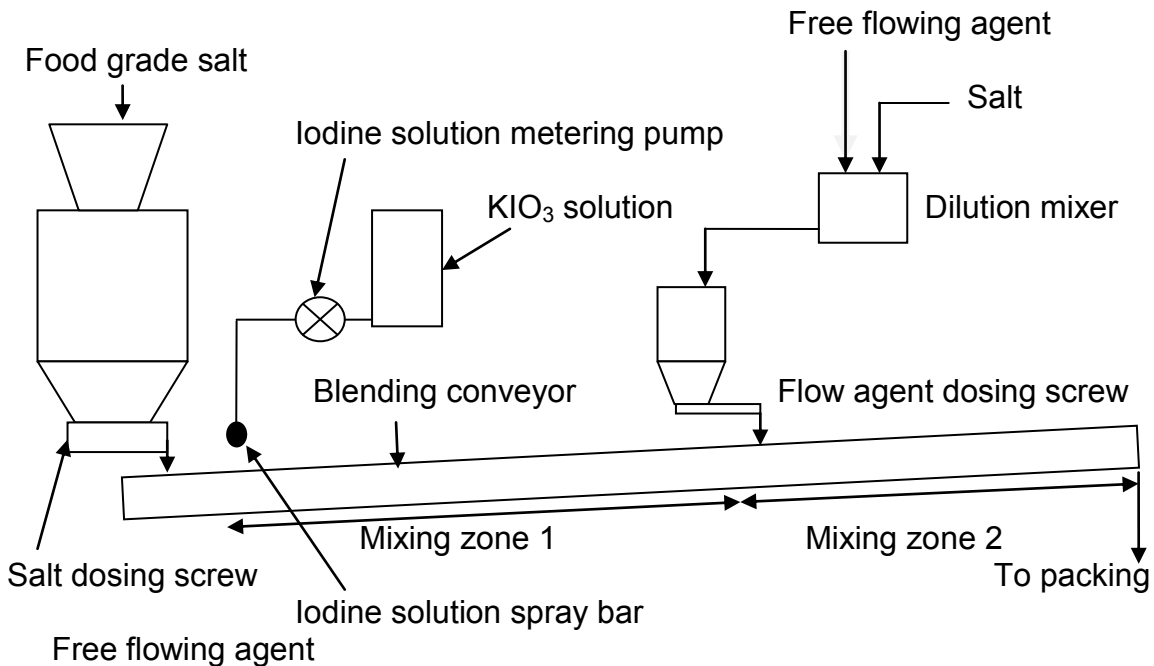 Free flowing agent
Food grade salt
Salt
Iodine solution metering pump
KIO₃ solution
Dilution mixer
Blending conveyor
Flow agent dosing screw
Mixing zone 1
Mixing zone 2
Salt dosing screw
To packing
Iodine solution spray bar
Free flowing agent